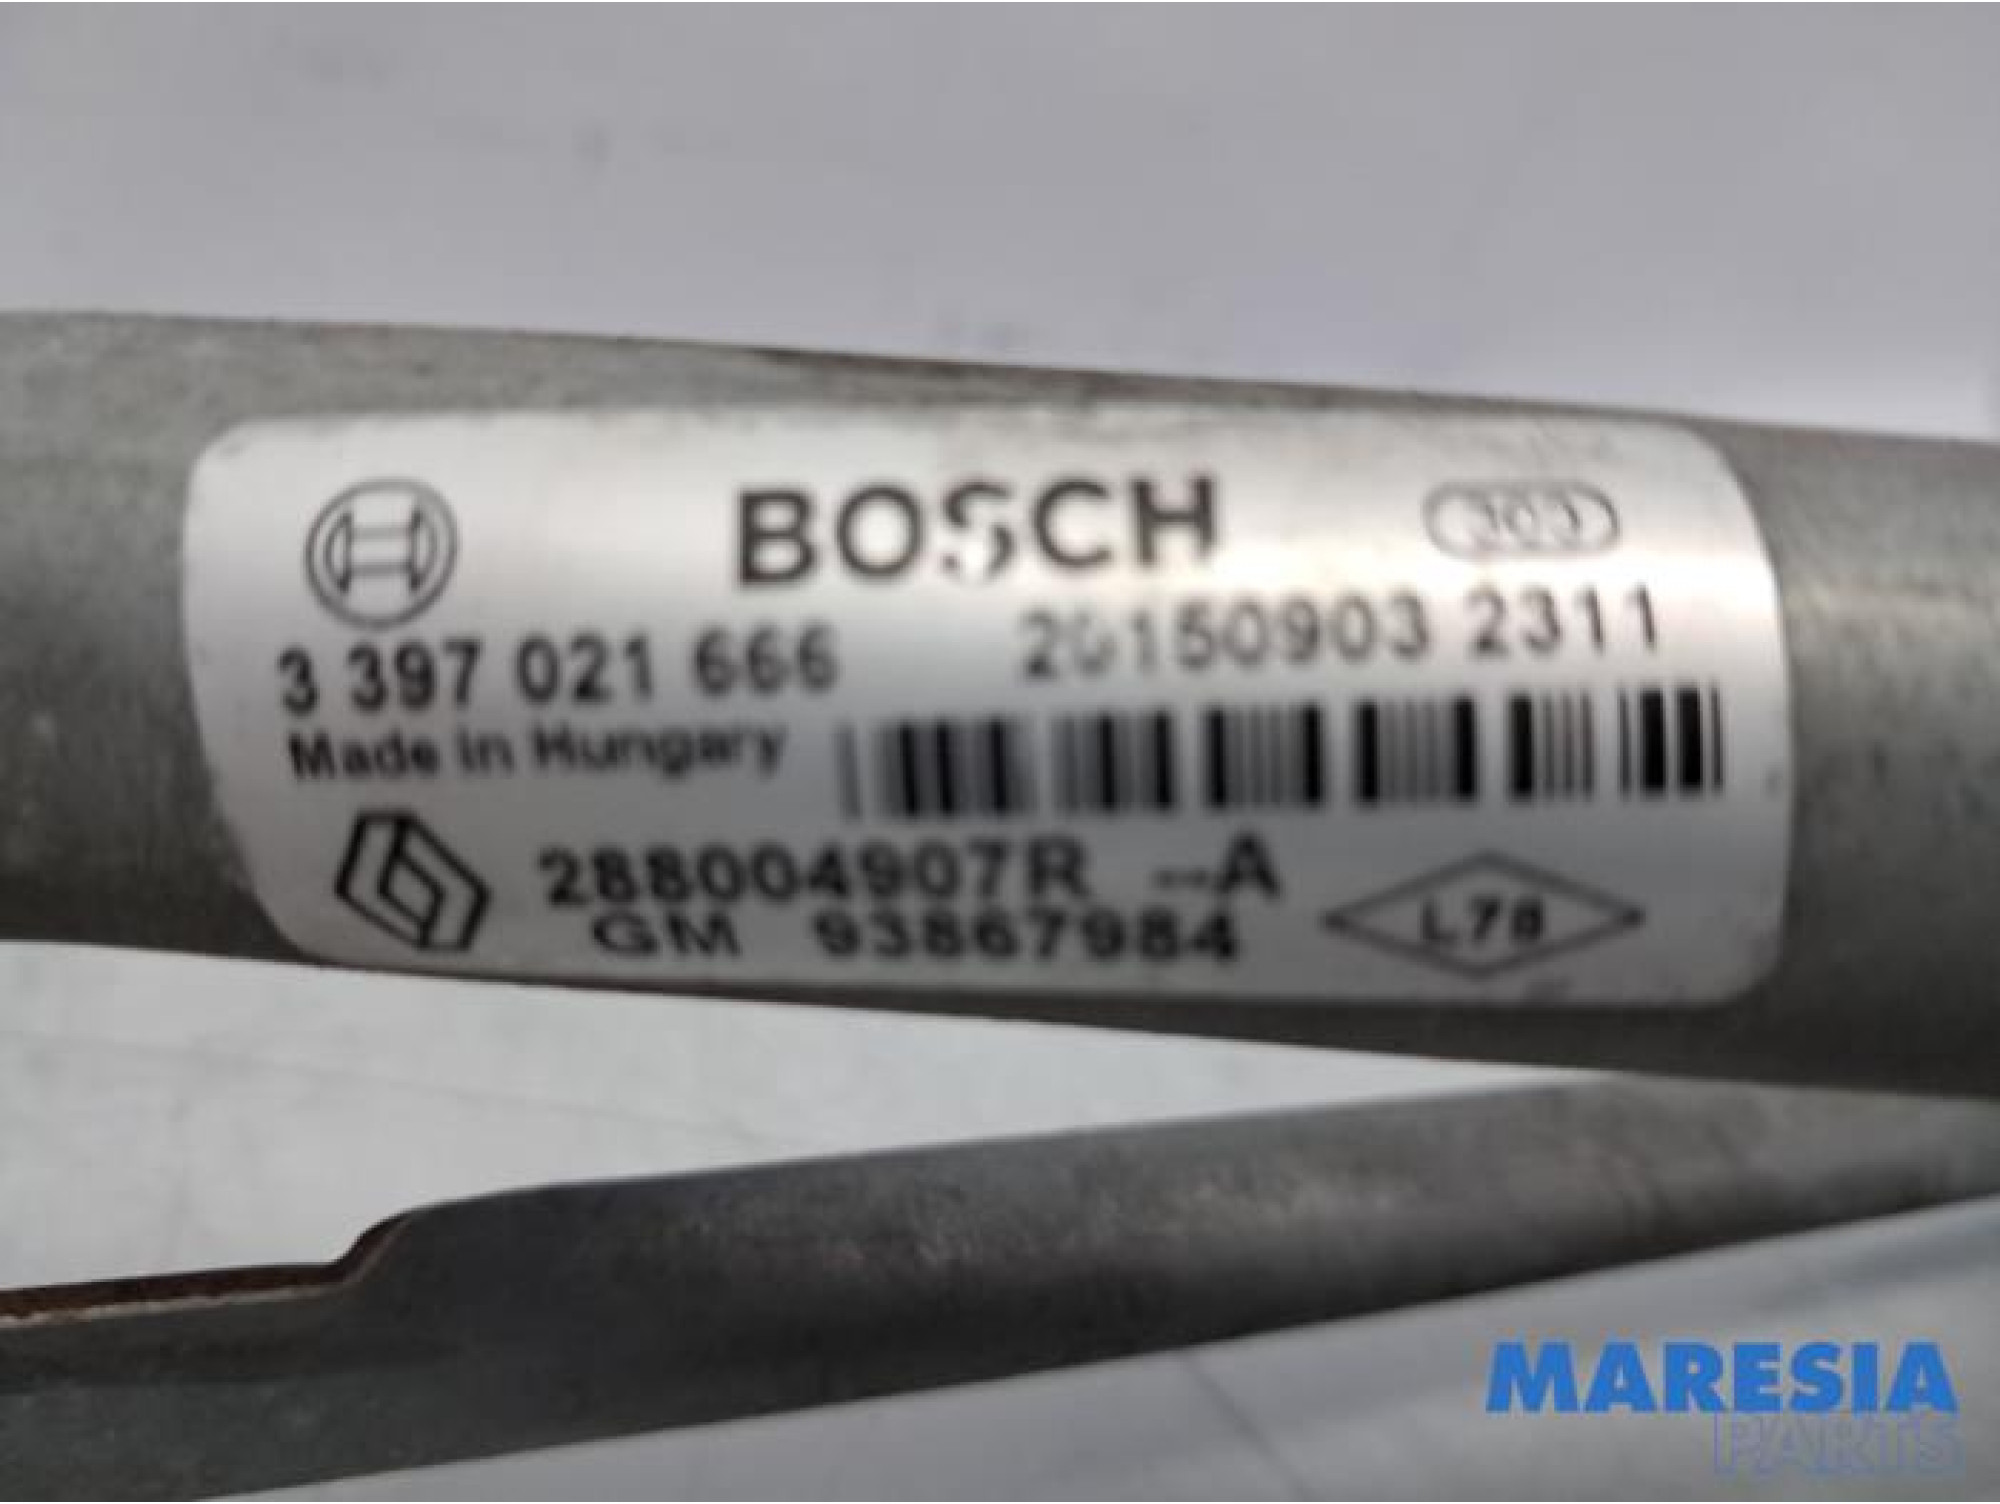 BOSCH
3 397 021 666 20150903 2311
Made in Hungary
288004907R --A
GM 93867984
L78
MARESIA
PARTS